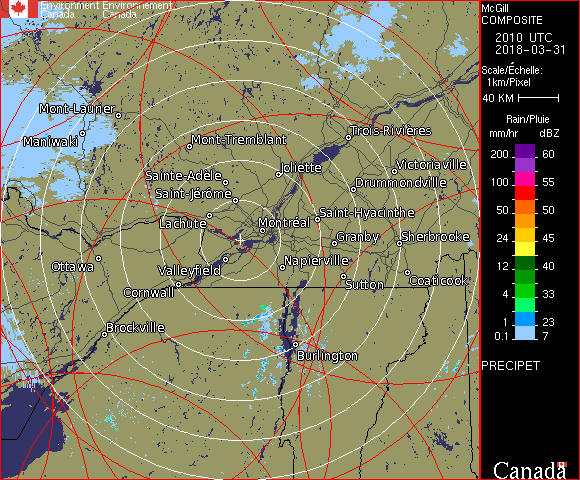 Environment Environnement
Canada Canada
McGill
COMPOSITE
2010 UTC
2018-03-31
Scale/Échelle:
1km/Pixel
40 KM
Rain/Pluie
mm/hr dBZ
200 60
55
100 55
50 50
24 45
12 40
4 33
1 23
0.1 7
PRECIPET
Canada
Mont-Laurier
Maniwaki
Mont-Tremblant
Trois-Rivières
Joliette
Victoriaville
Sainte-Adèle
Drummondville
Saint-Jérôme
Lachute
Saint-Hyacinthe
Montréal
Granby
Sherbrooke
Ottawa
Valleyfield
Napierville
Cornwall
Sutton
Coaticook
Brockville
Burlington